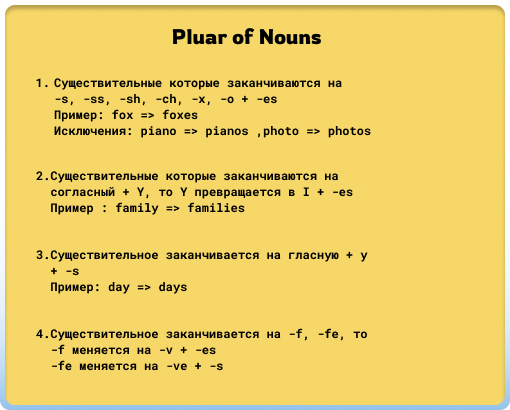 Pluar of Nouns
1. Существительные которые заканчиваются на
-s, -ss, -sh, -ch, -x, -o + -es
Пример: fox => foxes
Исключения: piano => pianos ,photo => photos
2.Существительные которые заканчиваются на
согласный + Y, то Y превращается в I + -es
Пример : family => families
3.Существительное заканчивается на гласную + y
+ -s
Пример: day => days
4.Существительное заканчивается на -f, -fe, то
-f меняется на -v + -es
-fe меняется на -ve + -s